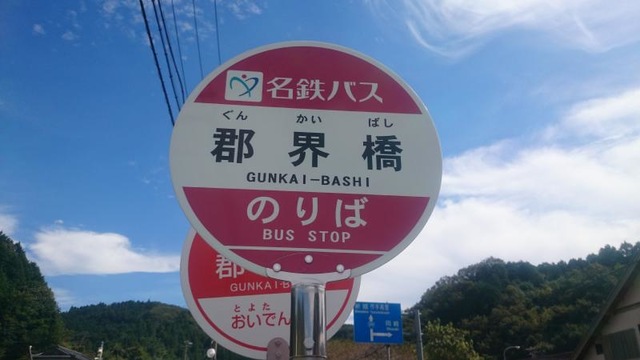 名鉄バス
ぐん かい ばし
郡界橋
GUNKAI-BASHI
のりば
BUS STOP
郡
GUNKAI-B
とよた
おいでん